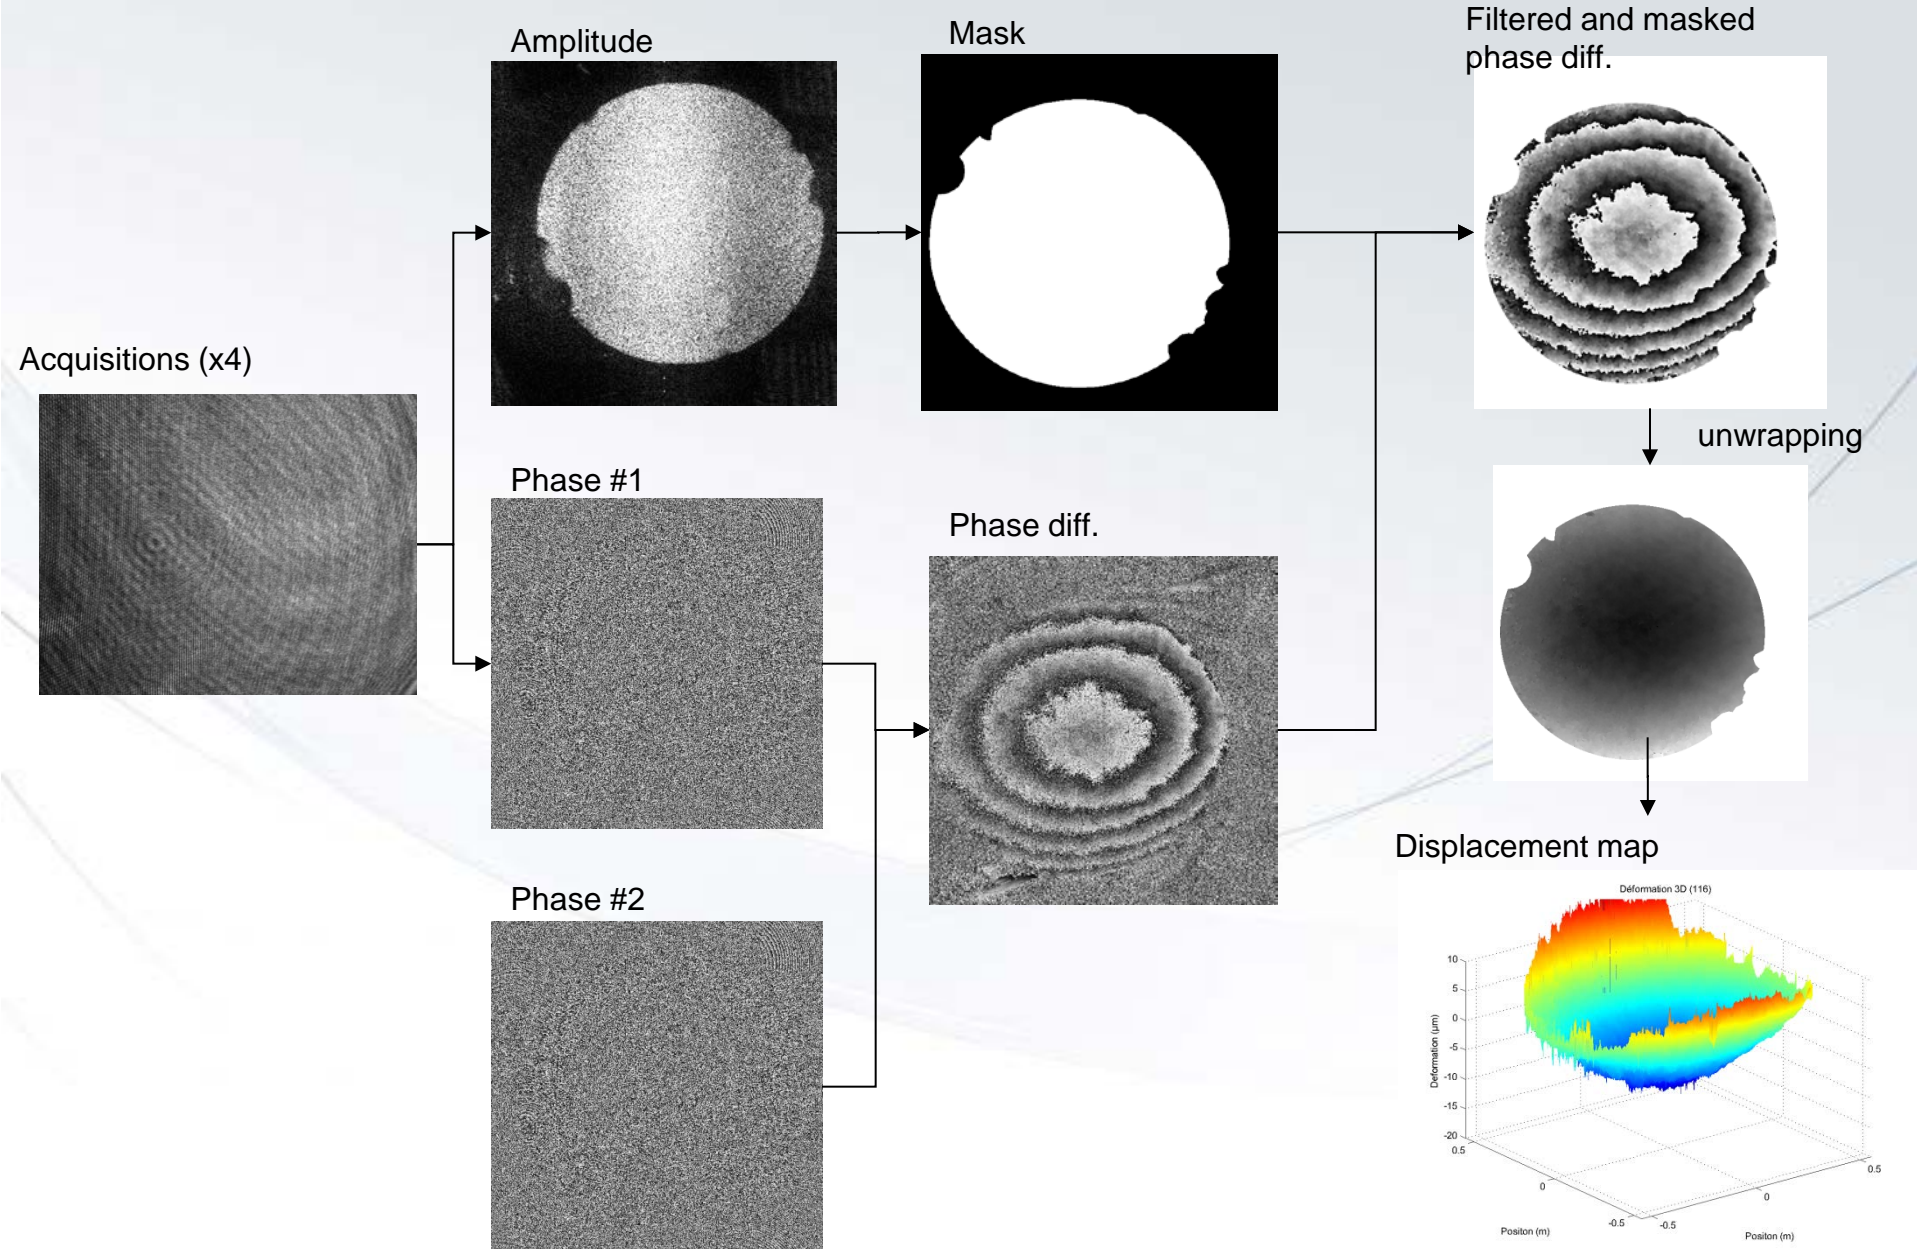 Amplitude
Mask
Filtered and masked
phase diff.
Acquisitions (x4)
Phase #1
Phase diff.
unwrapping
Phase #2
Displacement map
Déformation 3D (116)
10
5
0
-5
-10
-15
-20
Deformation (µm)
0.5
0
-0.5
Positon (m)
-0.5
0
0.5
Positon (m)